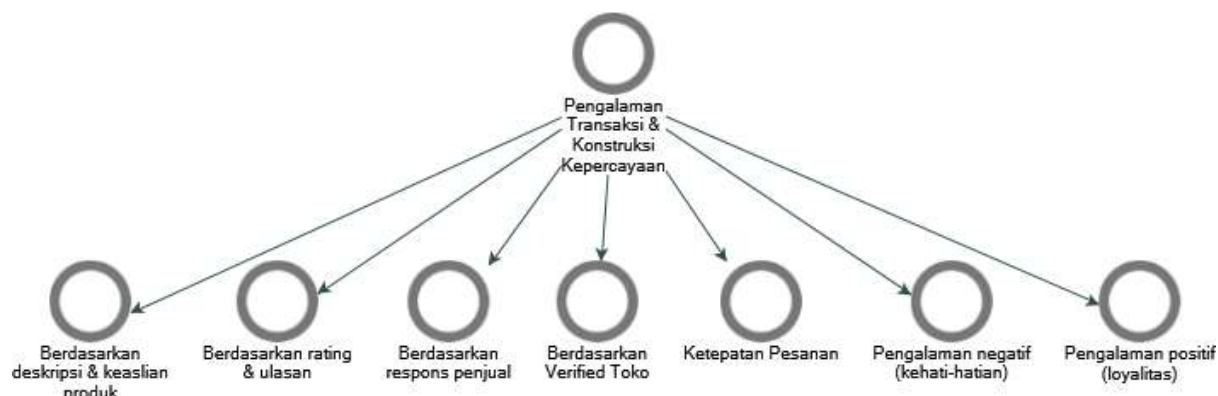 Pengalaman
Transaksi &
Konstruksi
Kepercayaan
Berdasarkan
deskripsi & keaslian
produk
Berdasarkan rating
& ulasan
Berdasarkan
respons penjual
Berdasarkan
Verified Toko
Ketepatan Pesanan
Pengalaman negatif
(kehati-hatian)
Pengalaman positif
(loyalitas)